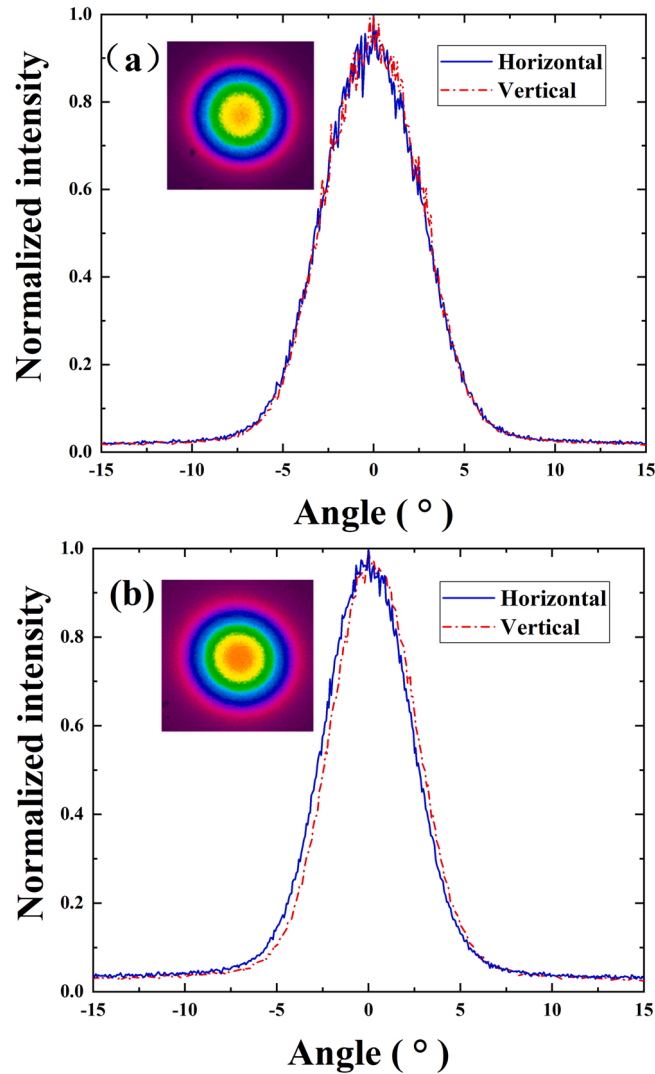 (a)
Horizontal
Vertical
Normalized intensity
1.0
0.8
0.6
0.4
0.2
0.0
-15 -10 -5 0 5 10 15
Angle ( ° )
(b)
Horizontal
Vertical
Normalized intensity
1.0
0.8
0.6
0.4
0.2
0.0
-15 -10 -5 0 5 10 15
Angle ( ° )